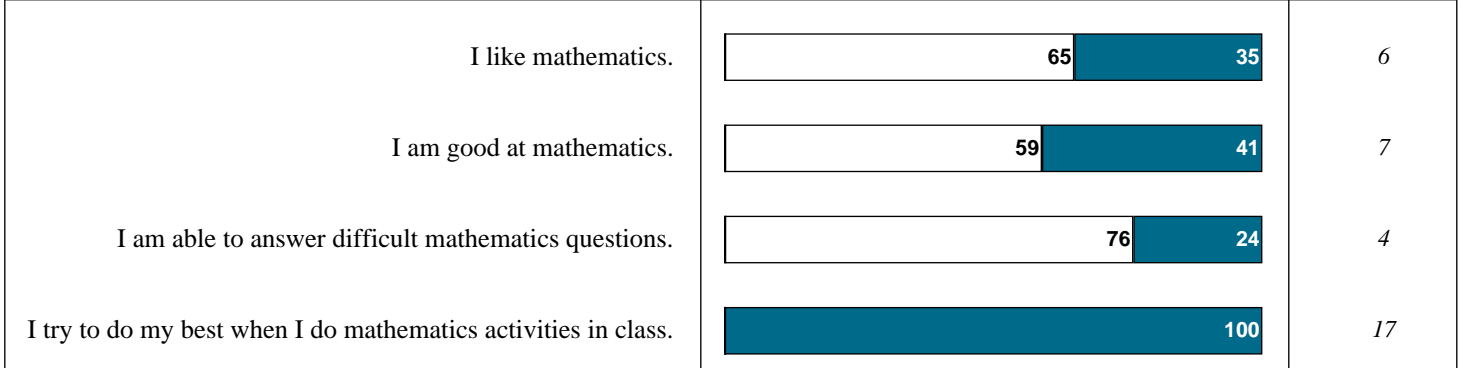 I like mathematics. 65 35 6
I am good at mathematics. 59 41 7
I am able to answer difficult mathematics questions. 76 24 4
I try to do my best when I do mathematics activities in class. 100 17